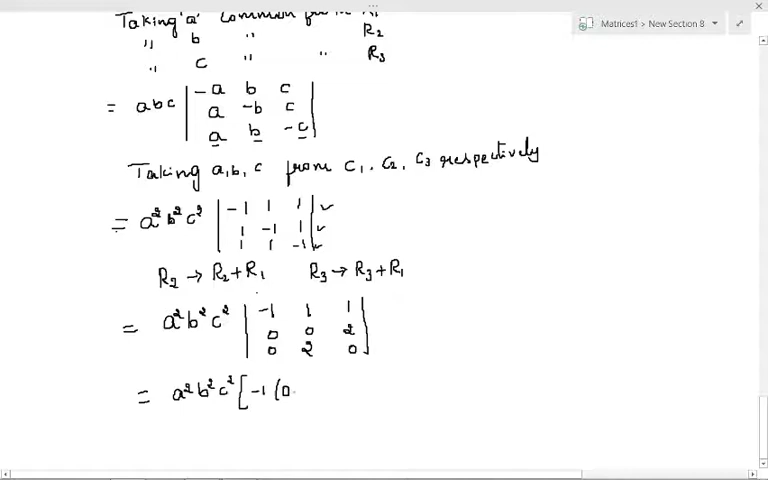 Matrices1 > New Section 8
Taking 'a' common from R1
,, b ,, R2
,, c ,, ,, R3
= abc | -a b c |
| a -b c |
| a b -c |
Taking a, b, c from C1, C2, C3 respectively
= a²b²c² | -1 1 1 | ✓
| 1 -1 1 | ✓
| 1 1 -1 | ✓
R2 → R2+R1 R3 → R3+R1
= a²b²c² | -1 1 1 |
| 0 0 2 |
| 0 2 0 |
= a²b²c² [ -1 (0